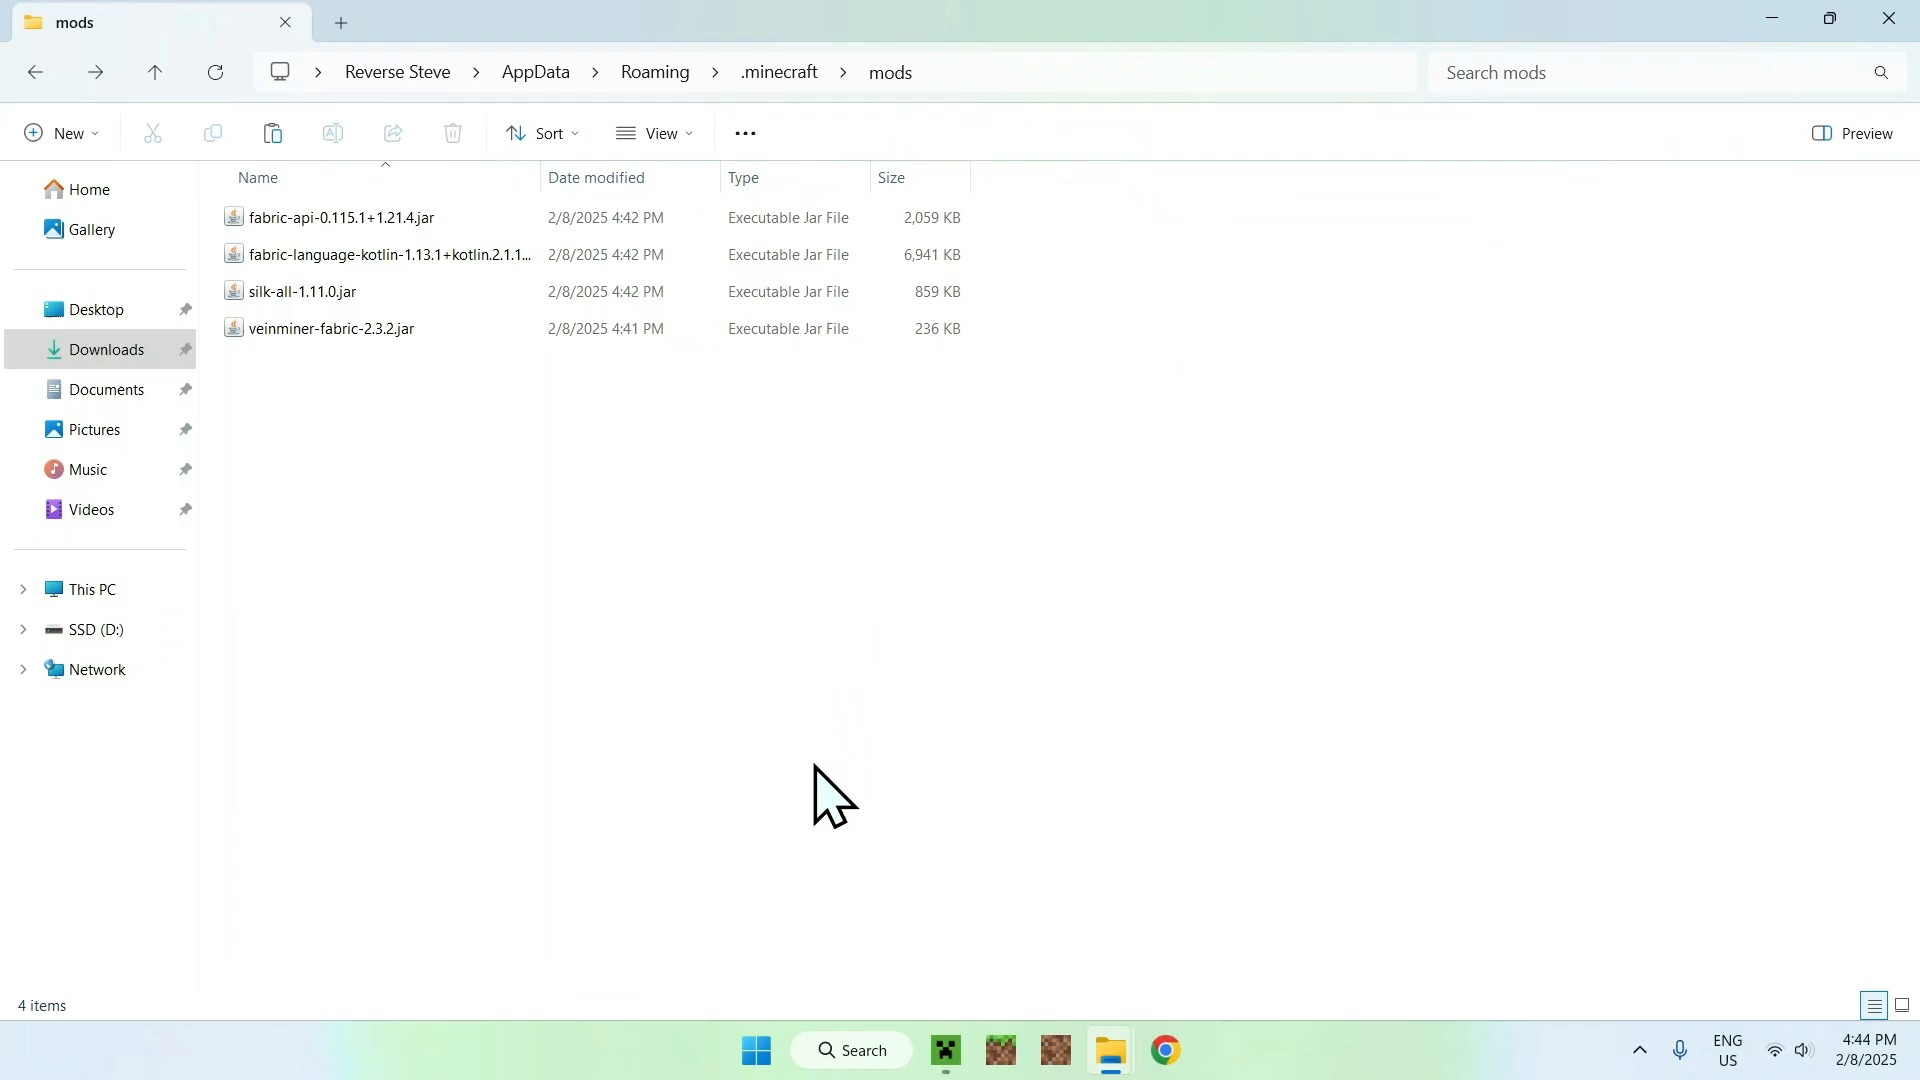 mods
Reverse Steve > AppData > Roaming > .minecraft > mods
Search mods
New
Sort
View
Preview
Name Date modified Type Size
fabric-api-0.115.1+1.21.4.jar 2/8/2025 4:42 PM Executable Jar File 2,059 KB
fabric-language-kotlin-1.13.1+kotlin.2.1.1... 2/8/2025 4:42 PM Executable Jar File 6,941 KB
silk-all-1.11.0.jar 2/8/2025 4:42 PM Executable Jar File 859 KB
veinminer-fabric-2.3.2.jar 2/8/2025 4:41 PM Executable Jar File 236 KB
Home
Gallery
Desktop
Downloads
Documents
Pictures
Music
Videos
This PC
SSD (D:)
Network
4 items
Search
ENG
US
4:44 PM
2/8/2025